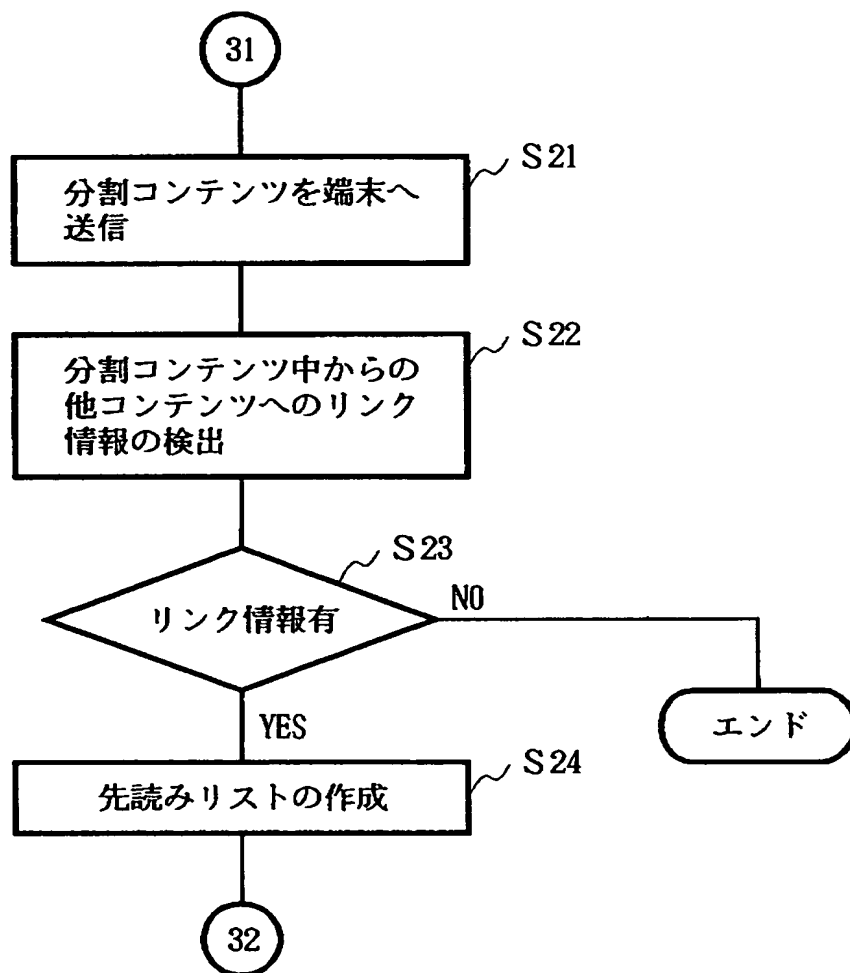 31
S21
分割コンテンツを端末へ
送信
S22
分割コンテンツ中からの
他コンテンツへのリンク
情報の検出
S23
リンク情報有
NO
エンド
YES
S24
先読みリストの作成
32